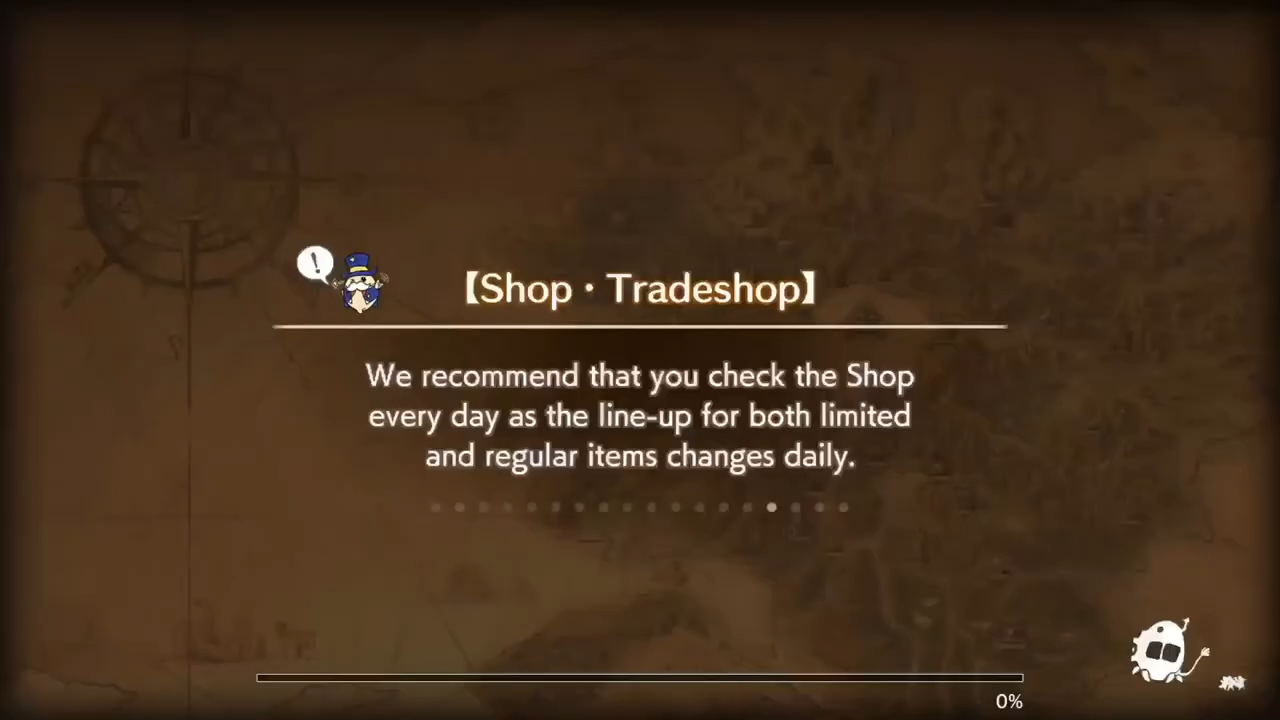 !
【Shop・Tradeshop】
We recommend that you check the Shop
every day as the line-up for both limited
and regular items changes daily.
0%